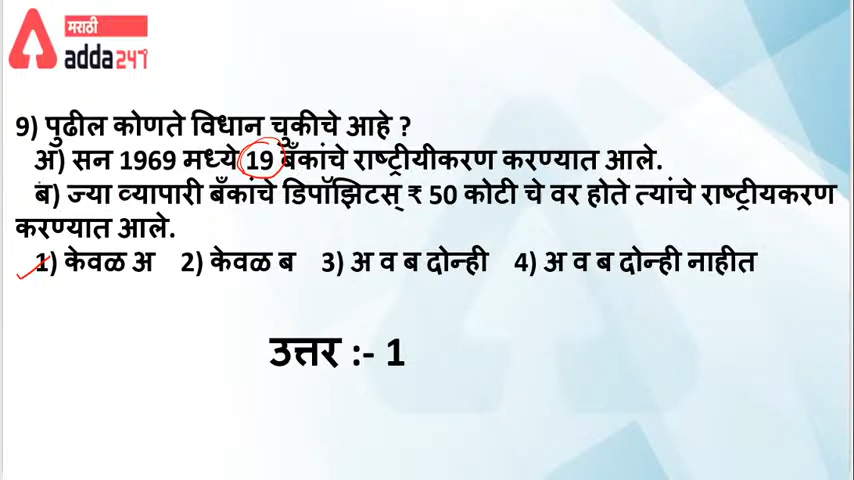 मराठी
adda247
9) पुढील कोणते विधान चुकीचे आहे ?
अ) सन 1969 मध्ये 19 बँकांचे राष्ट्रीयीकरण करण्यात आले.
ब) ज्या व्यापारी बँकांचे डिपॉझिटस् ₹ 50 कोटी चे वर होते त्यांचे राष्ट्रीयकरण
करण्यात आले.
1) केवळ अ 2) केवळ ब 3) अ व ब दोन्ही 4) अ व ब दोन्ही नाहीत
उत्तर :- 1